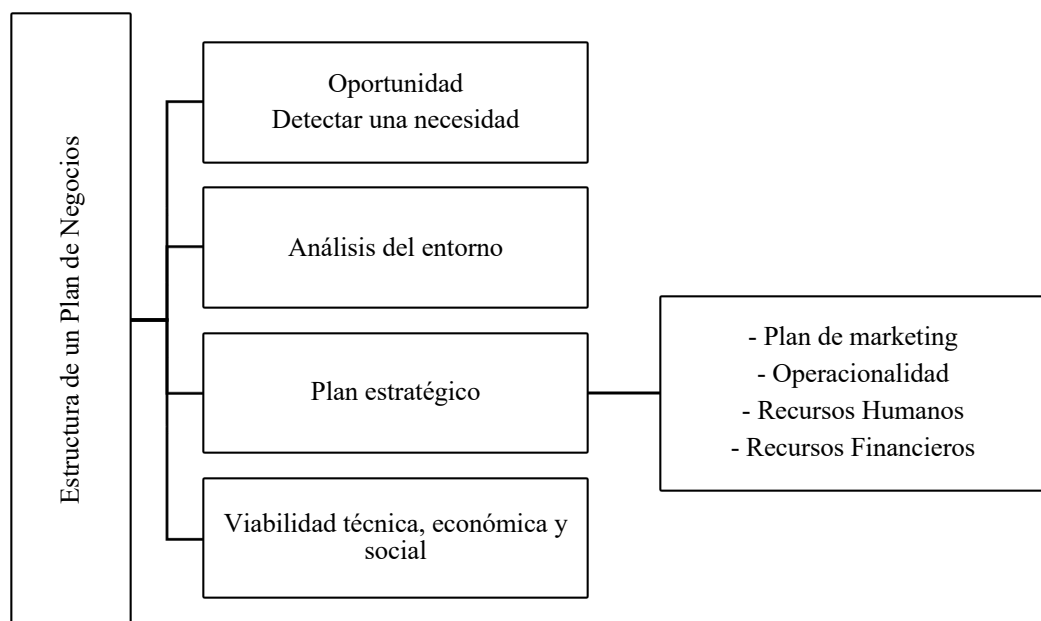 Estructura de un Plan de Negocios
Oportunidad
Detectar una necesidad
Análisis del entorno
Plan estratégico
- Plan de marketing
- Operacionalidad
- Recursos Humanos
- Recursos Financieros
Viabilidad técnica, económica y
social